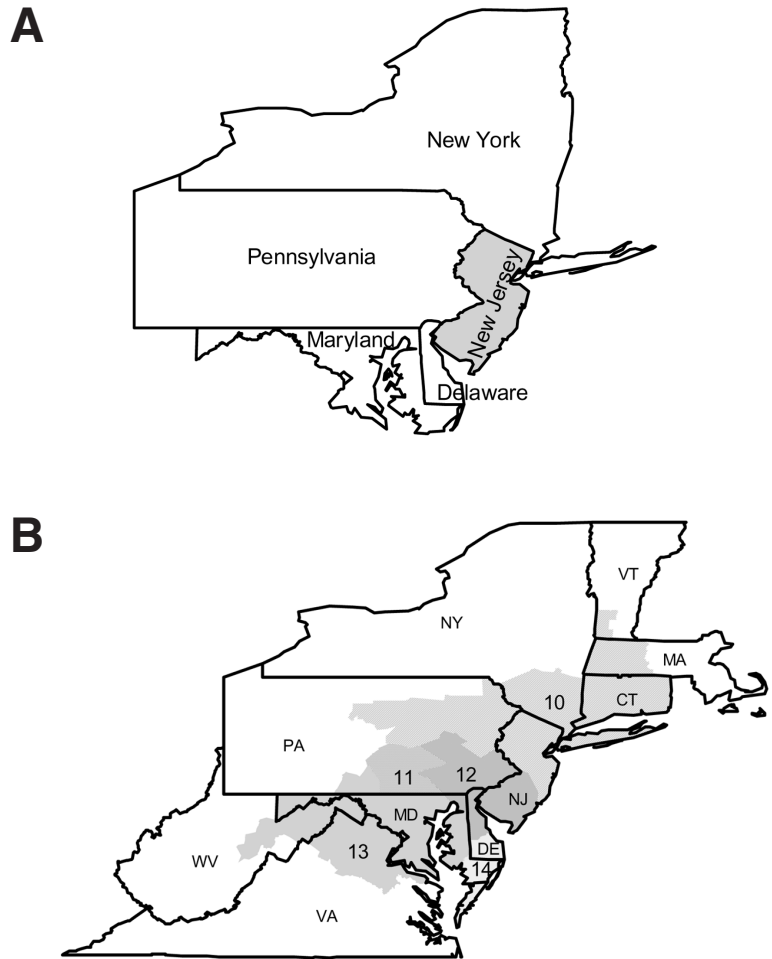 A
New York
Pennsylvania
New Jersey
Maryland
Delaware
B
VT
NY
MA
CT
10
PA
11
12
NJ
MD
DE
13
14
WV
VA